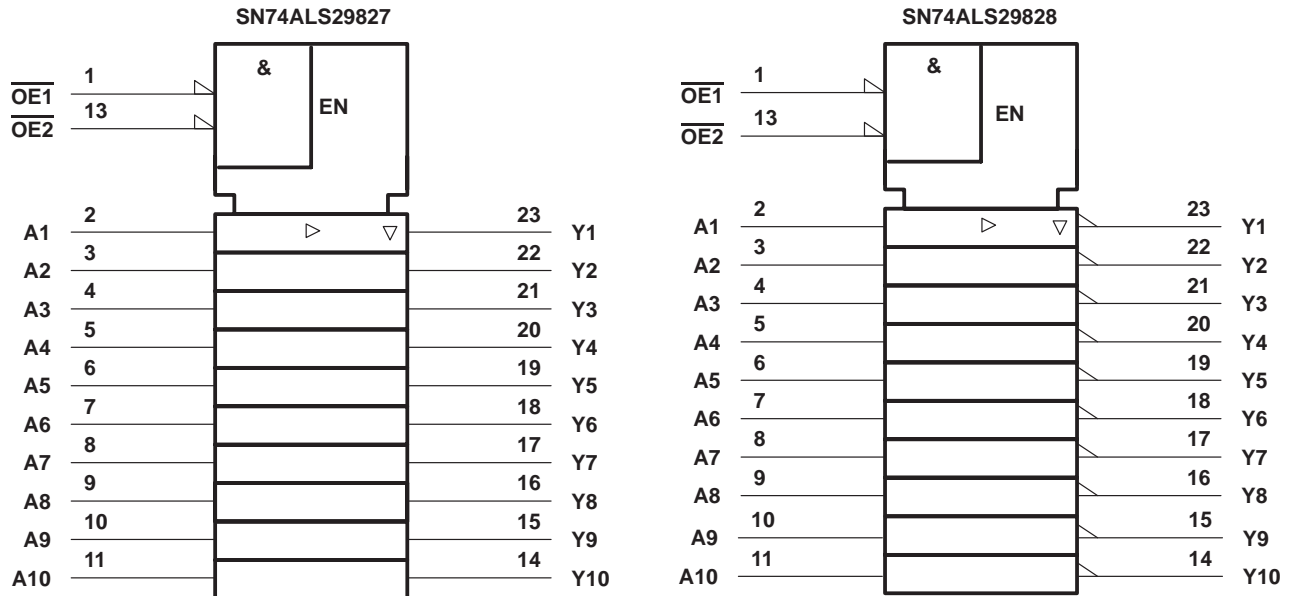 SN74ALS29827
&
EN
OE1 1
OE2 13
A1 2 23 Y1
A2 3 22 Y2
A3 4 21 Y3
A4 5 20 Y4
A5 6 19 Y5
A6 7 18 Y6
A7 8 17 Y7
A8 9 16 Y8
A9 10 15 Y9
A10 11 14 Y10
SN74ALS29828
&
EN
OE1 1
OE2 13
A1 2 23 Y1
A2 3 22 Y2
A3 4 21 Y3
A4 5 20 Y4
A5 6 19 Y5
A6 7 18 Y6
A7 8 17 Y7
A8 9 16 Y8
A9 10 15 Y9
A10 11 14 Y10